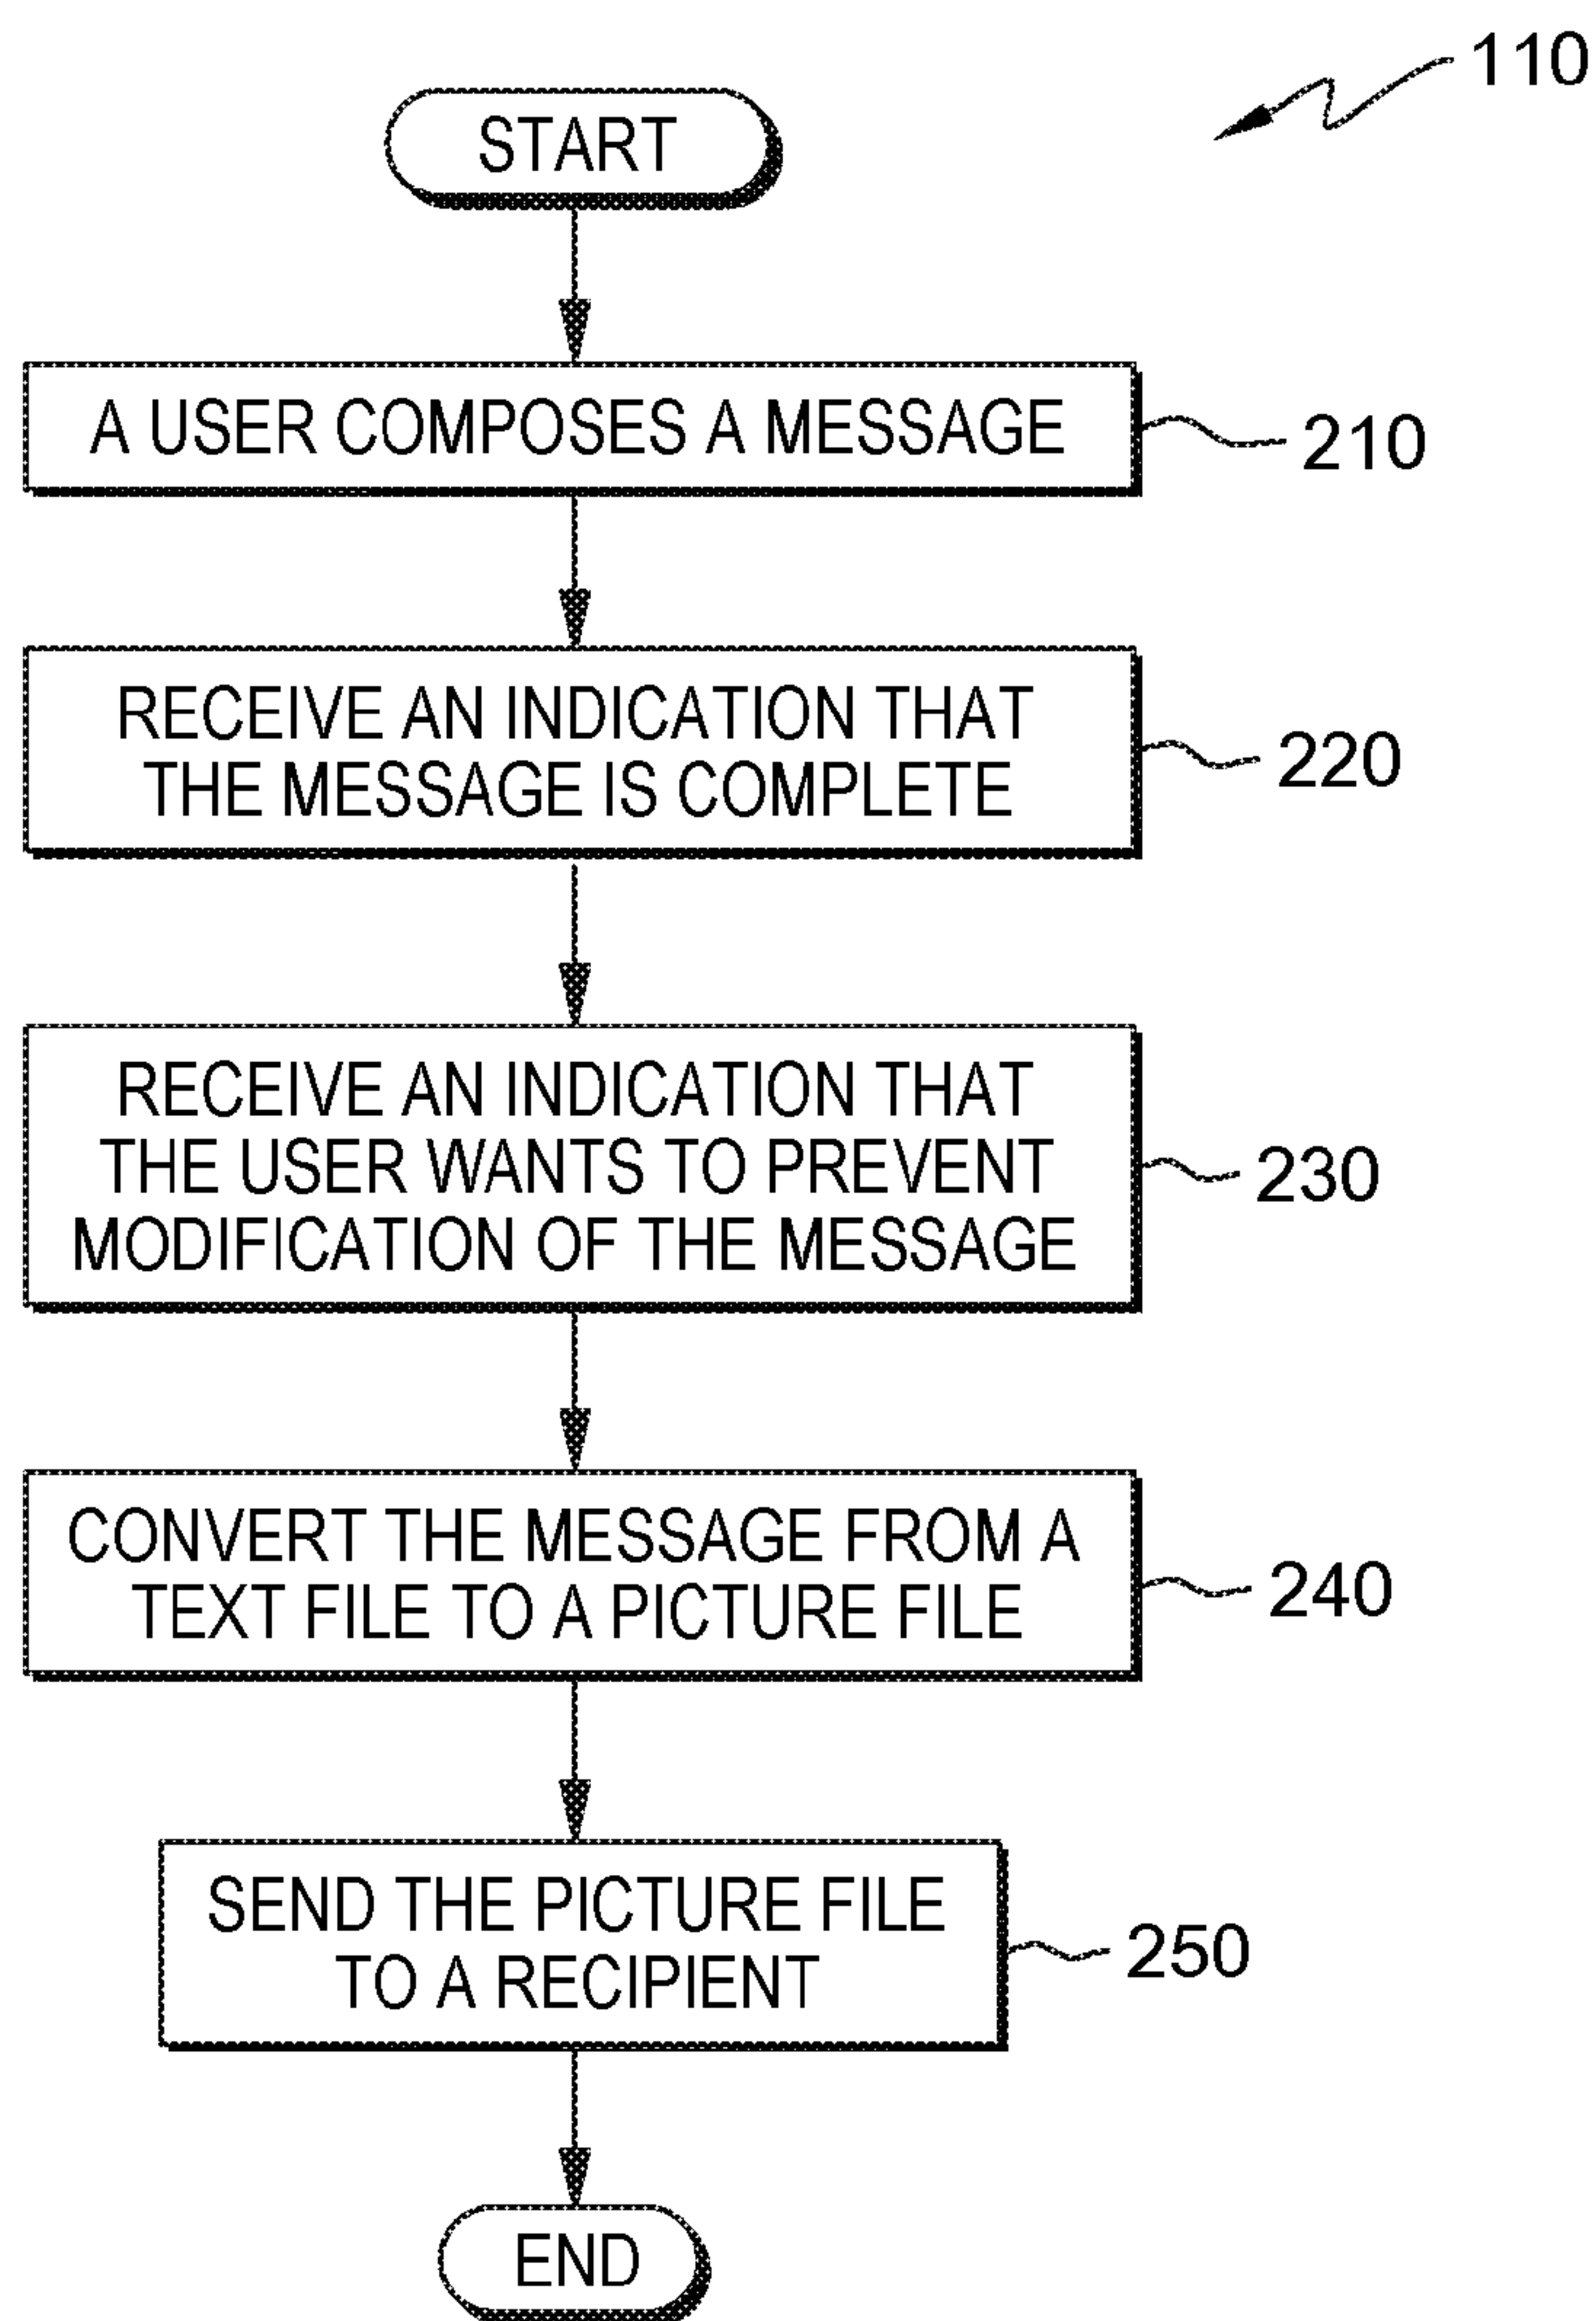 110
START
A USER COMPOSES A MESSAGE
210
RECEIVE AN INDICATION THAT
THE MESSAGE IS COMPLETE
220
RECEIVE AN INDICATION THAT
THE USER WANTS TO PREVENT
MODIFICATION OF THE MESSAGE
230
CONVERT THE MESSAGE FROM A
TEXT FILE TO A PICTURE FILE
240
SEND THE PICTURE FILE
TO A RECIPIENT
250
END